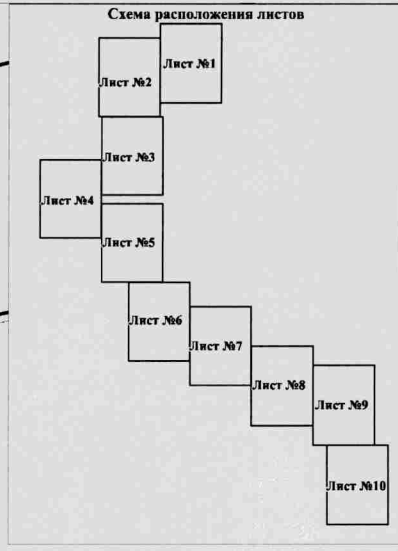 Схема расположения листов
Лист №1
Лист №2
Лист №3
Лист №4
Лист №5
Лист №6
Лист №7
Лист №8
Лист №9
Лист №10